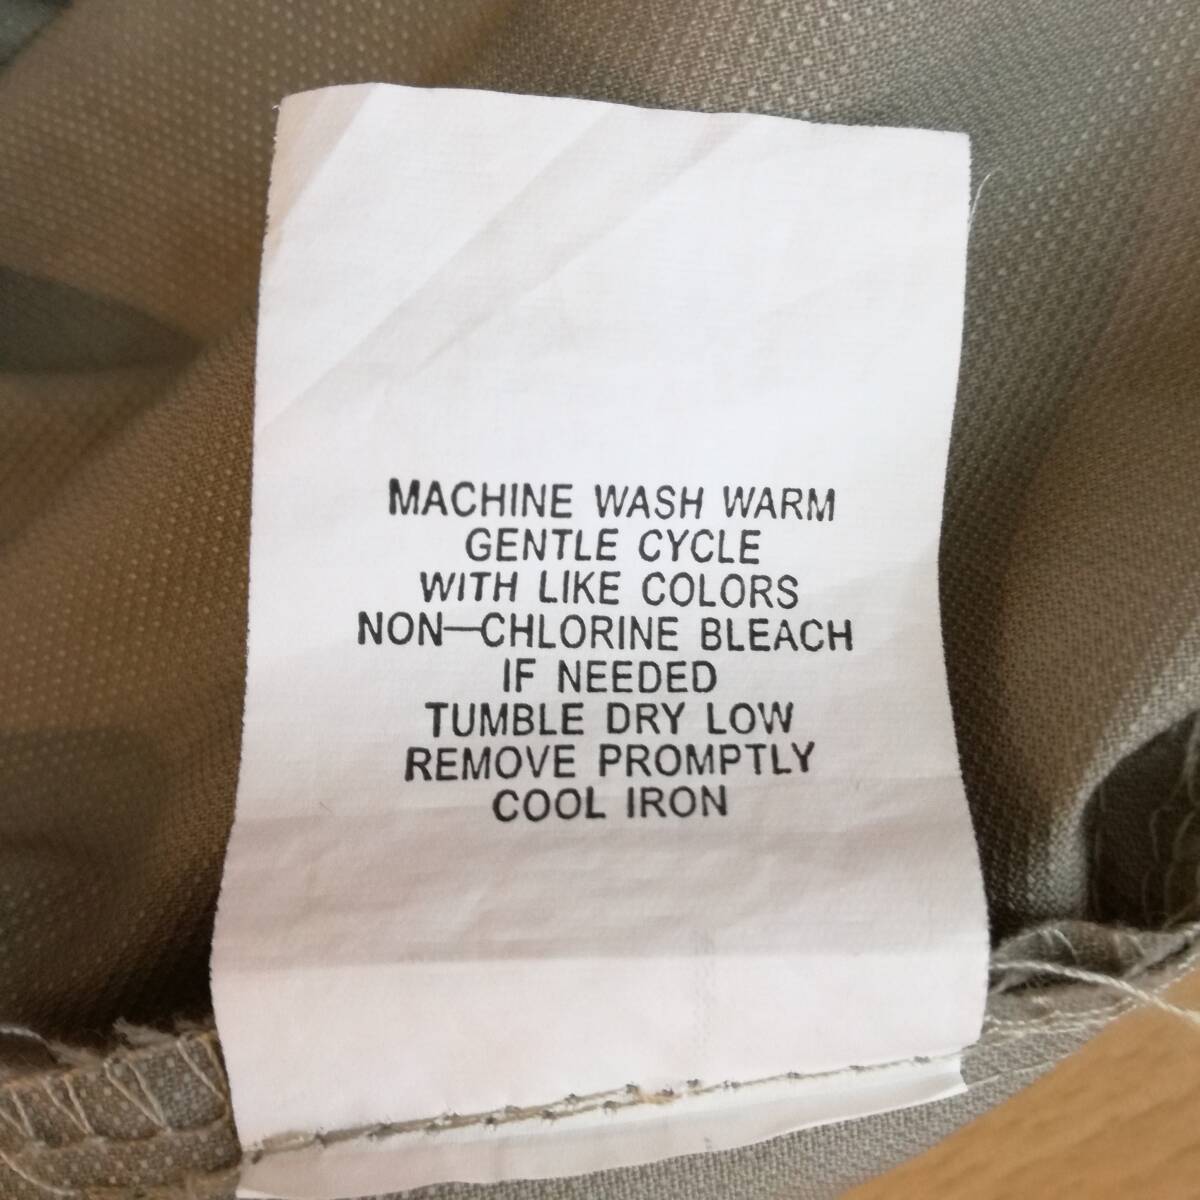 MACHINE WASH WARM
GENTLE CYCLE
WITH LIKE COLORS
NON—CHLORINE BLEACH
IF NEEDED
TUMBLE DRY LOW
REMOVE PROMPTLY
COOL IRON